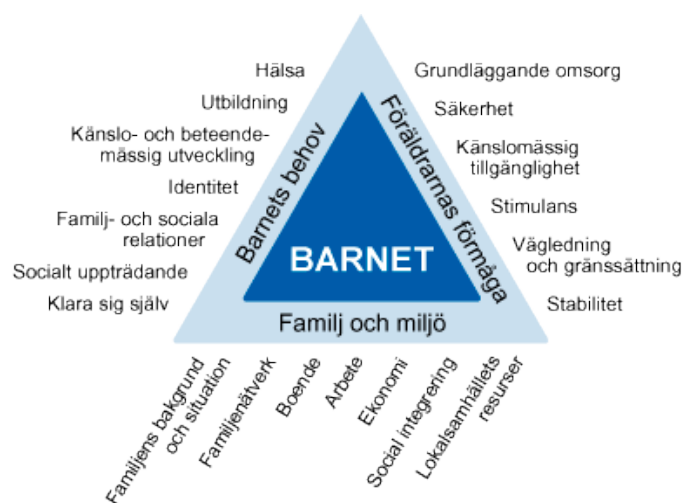 Hälsa
Utbildning
Känslo- och beteende-
mässig utveckling
Identitet
Familj- och sociala
relationer
Socialt uppträdande
Klara sig själv
Barnets behov
BARNET
Föräldrarnas förmåga
Grundläggande omsorg
Säkerhet
Känslomässig
tillgänglighet
Stimulans
Vägledning
och gränssättning
Stabilitet
Familj och miljö
Familjens bakgrund
och situation
Familjenätverk
Boende
Arbete
Ekonomi
Social integrering
Lokalsamhällets
resurser